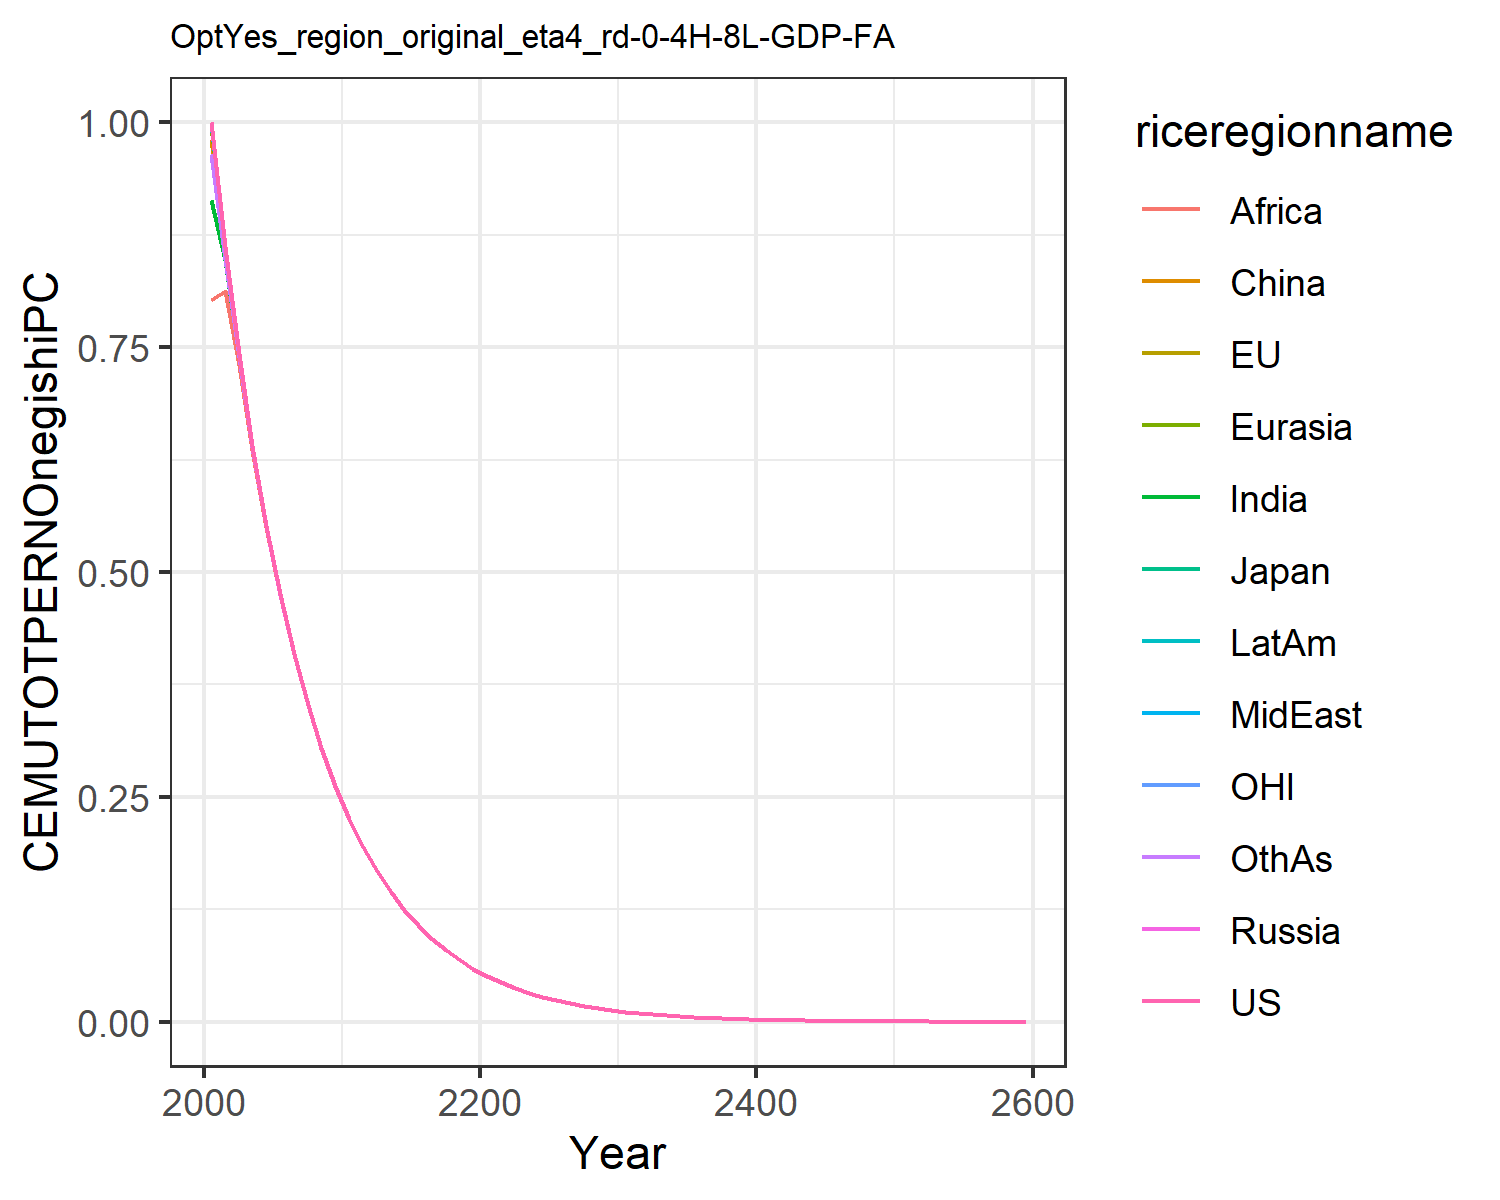 OptYes_region_original_eta4_rd-0-4H-8L-GDP-FA
CEMUTOTPERNOnegishiPC
1.00
0.75
0.50
0.25
0.00
2000 2200 2400 2600
Year
riceregionname
Africa
China
EU
Eurasia
India
Japan
LatAm
MidEast
OHI
OthAs
Russia
US